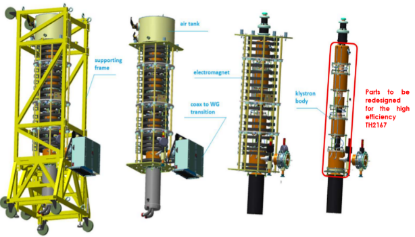 air tank
supporting
frame
electromagnet
coax to WG
transition
klystron
body
Parts to be
redesigned
for the high
efficiency
TH2167